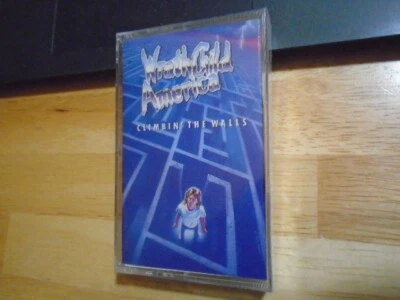 WrathChild
America
CLIMBIN' THE WALLS